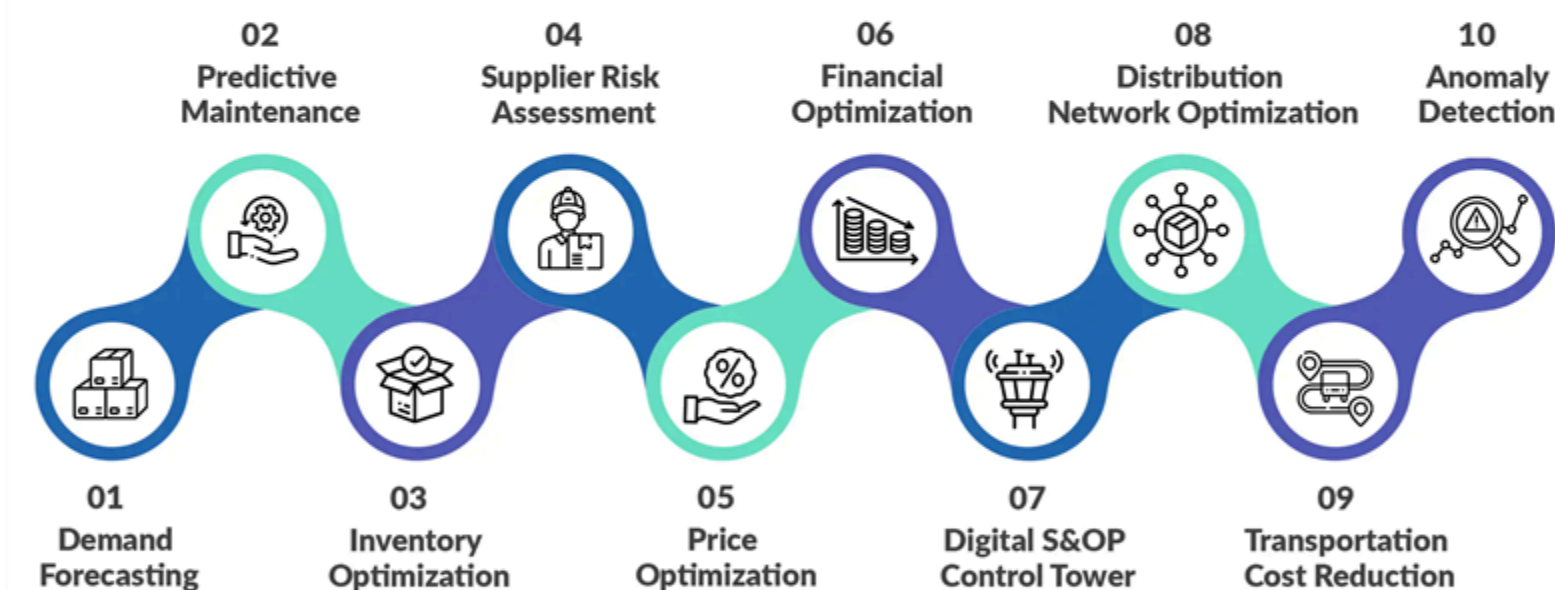 02
Predictive
Maintenance
04
Supplier Risk
Assessment
06
Financial
Optimization
08
Distribution
Network Optimization
10
Anomaly
Detection
%
01
Demand
Forecasting
03
Inventory
Optimization
05
Price
Optimization
07
Digital S&OP
Control Tower
09
Transportation
Cost Reduction